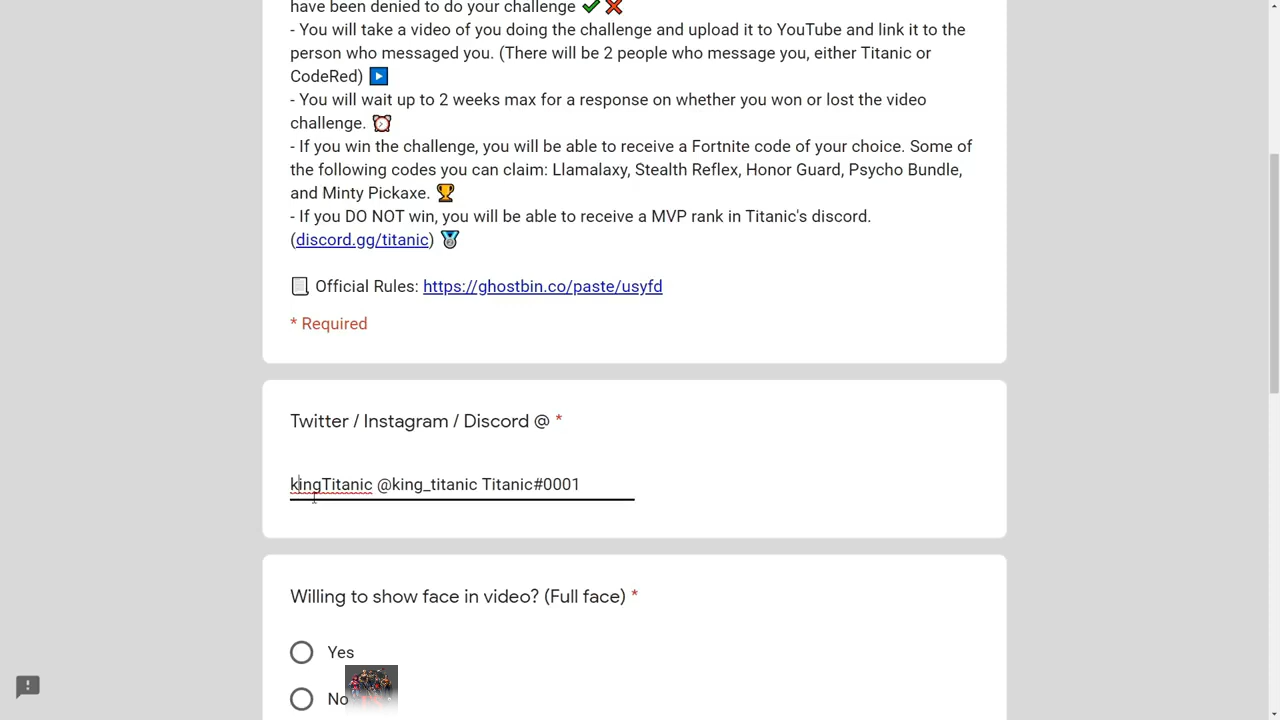 have been denied to do your challenge ✔️ ❌
- You will take a video of you doing the challenge and upload it to YouTube and link it to the
person who messaged you. (There will be 2 people who message you, either Titanic or
CodeRed) ▶️
- You will wait up to 2 weeks max for a response on whether you won or lost the video
challenge. ⏰
- If you win the challenge, you will be able to receive a Fortnite code of your choice. Some of
the following codes you can claim: Llamalaxy, Stealth Reflex, Honor Guard, Psycho Bundle,
and Minty Pickaxe. 🏆
- If you DO NOT win, you will be able to receive a MVP rank in Titanic's discord.
(discord.gg/titanic) 🏅
📃 Official Rules: https://ghostbin.co/paste/usyfd
* Required
Twitter / Instagram / Discord @ *
kingTitanic @king_titanic Titanic#0001
Willing to show face in video? (Full face) *
Yes
No